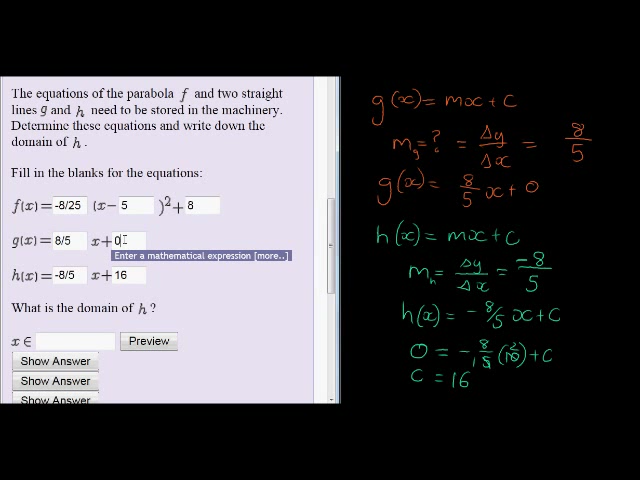 The equations of the parabola f and two straight
lines g and h need to be stored in the machinery.
Determine these equations and write down the
domain of h.
Fill in the blanks for the equations:
f(x) = -8/25 (x− 5 )² + 8
g(x) = 8/5 x + 0
Enter a mathematical expression [more..]
h(x) = -8/5 x + 16
What is the domain of h?
x ∈ Preview
Show Answer
Show Answer
Show Answer
g(x) = mx + c
m_g = ? = Δy/Δx = 8/5
g(x) = 8/5 x + 0
h(x) = mx + c
m_h = Δy/Δx = -8/5
h(x) = -8/5 x + c
0 = -8/5 (10) + c
c = 16